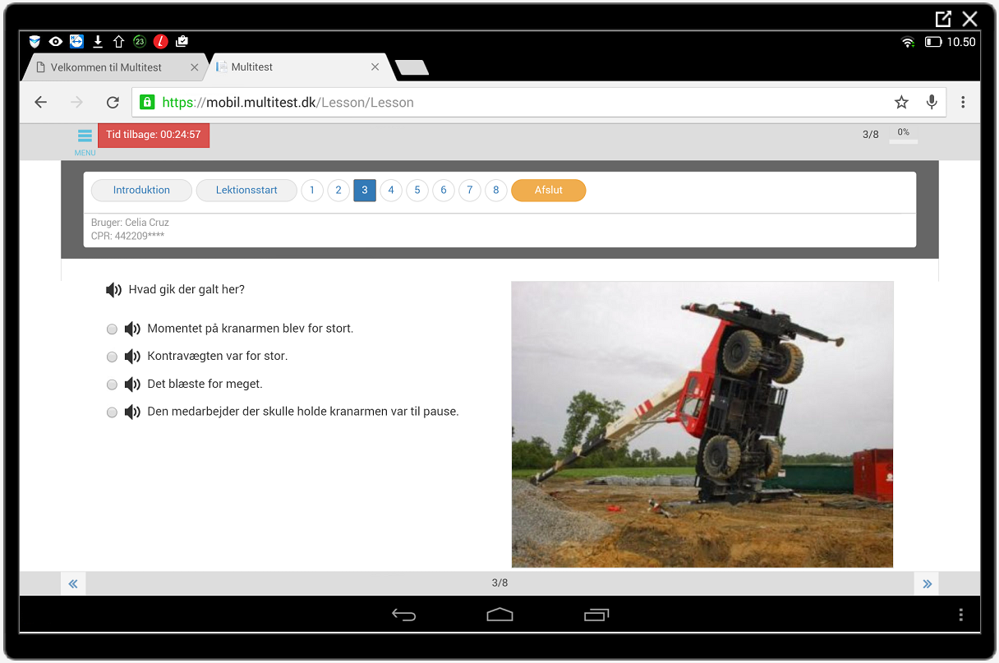 23
10.50
Velkommen til Multitest
Multitest
https://mobil.multitest.dk/Lesson/Lesson
MENU
Tid tilbage: 00:24:57
3/8
0%
Introduktion Lektionsstart 1 2 3 4 5 6 7 8 Afslut
Bruger: Celia Cruz
CPR: 442209****
Hvad gik der galt her?
Momentet på kranarmen blev for stort.
Kontravægten var for stor.
Det blæste for meget.
Den medarbejder der skulle holde kranarmen var til pause.
« 3/8 »